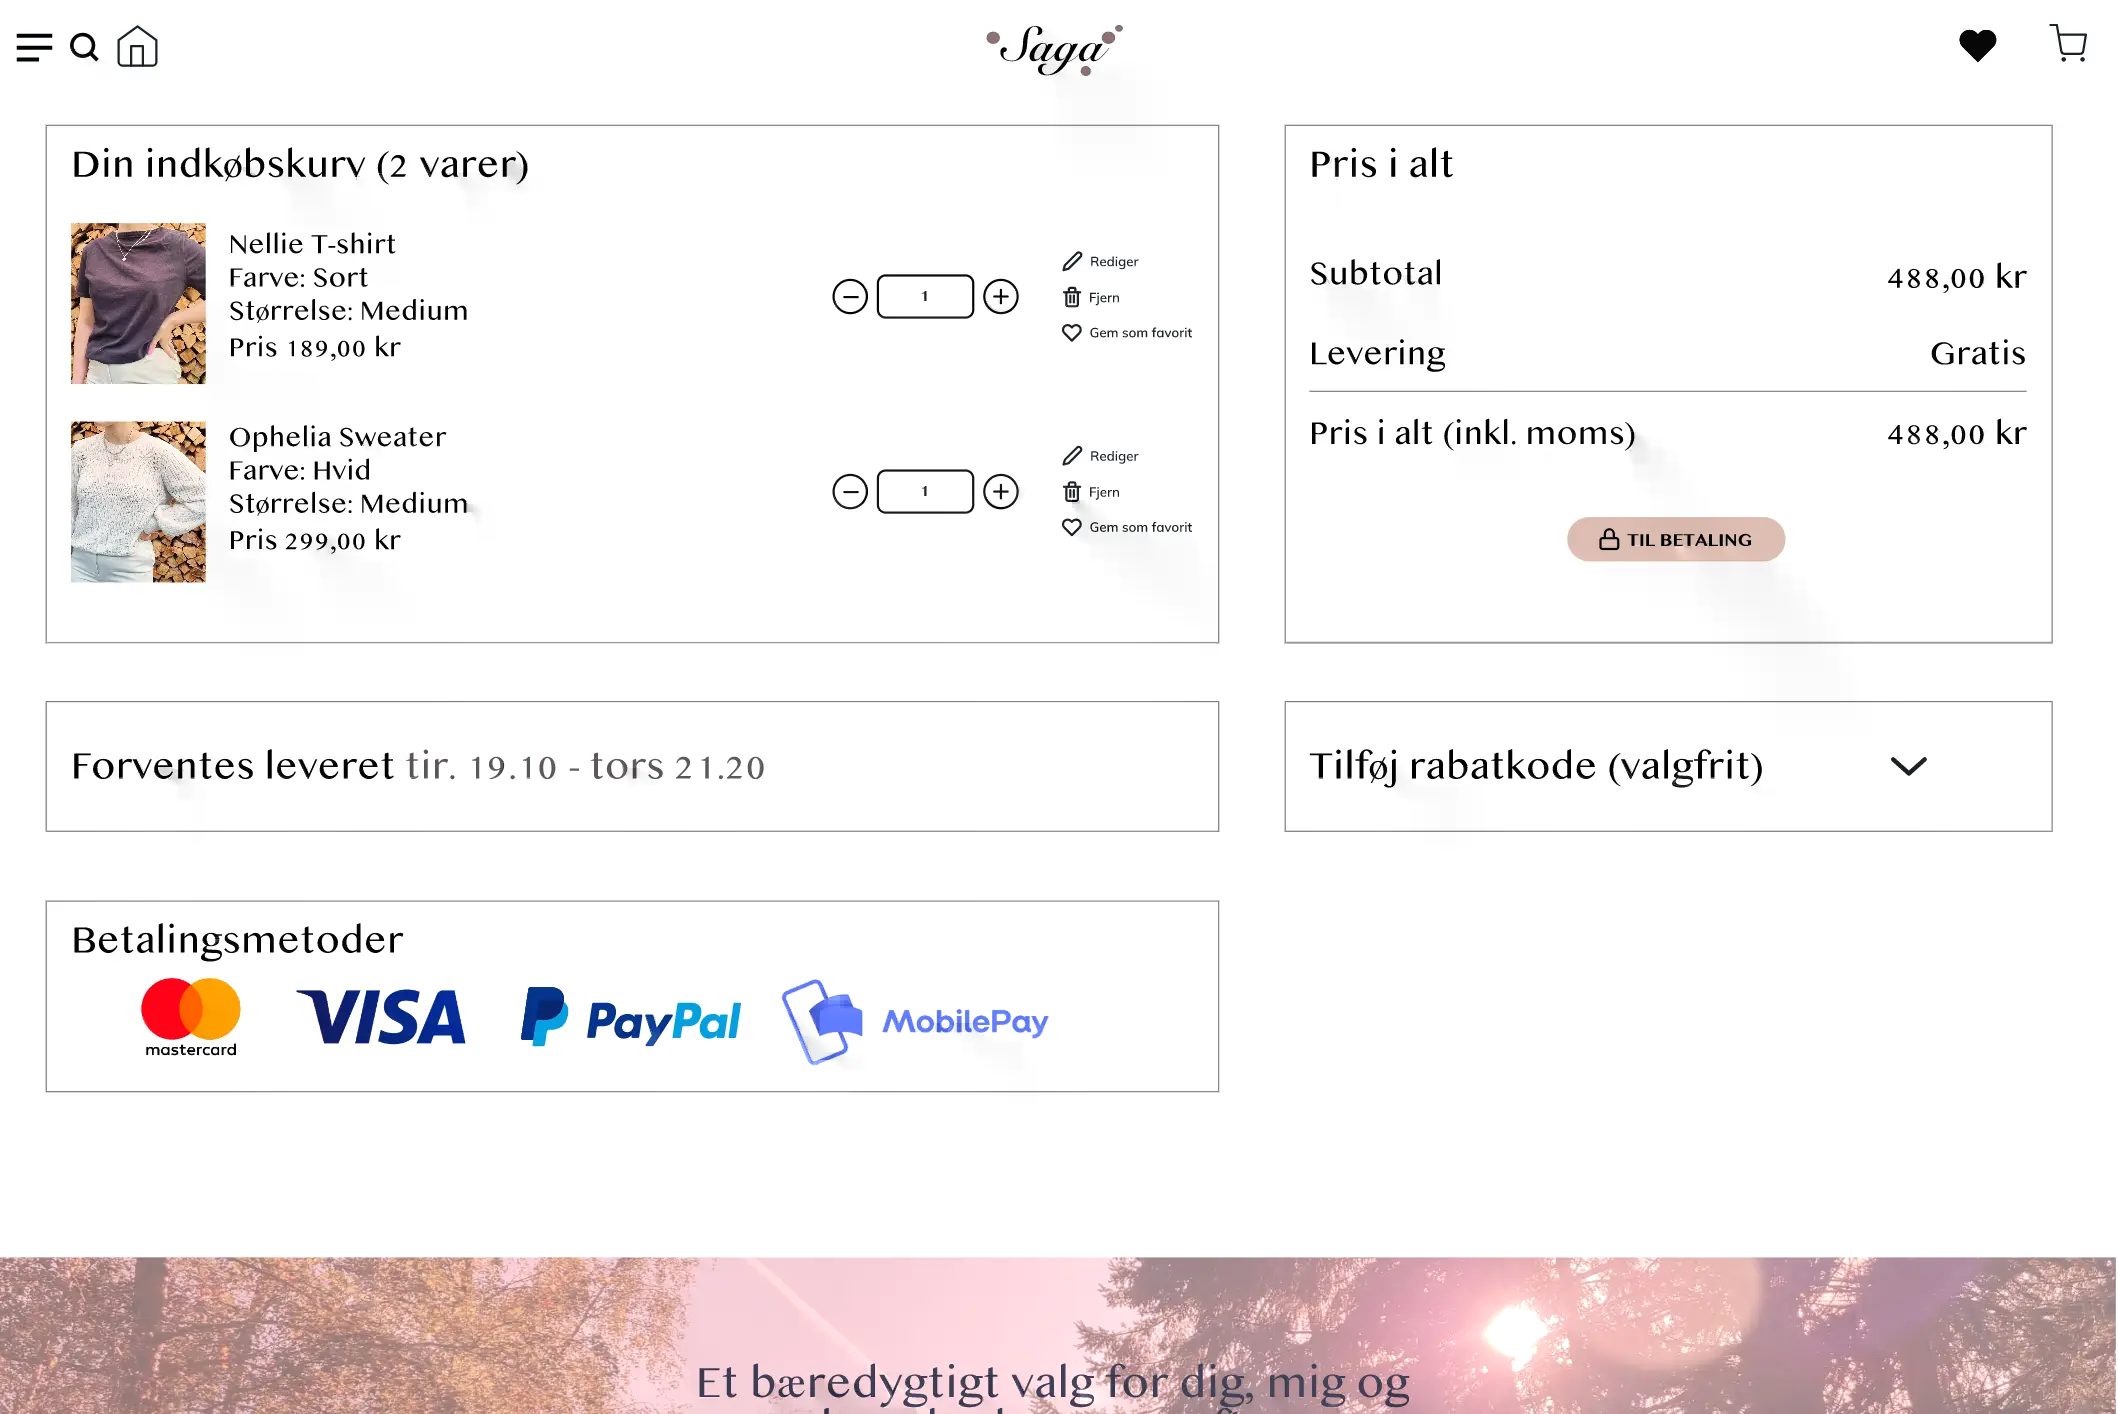 Saga
Din indkøbskurv (2 varer)
Nellie T-shirt
Farve: Sort
Størrelse: Medium
Pris 189,00 kr
1
Rediger
Fjern
Gem som favorit
Ophelia Sweater
Farve: Hvid
Størrelse: Medium
Pris 299,00 kr
1
Rediger
Fjern
Gem som favorit
Pris i alt
Subtotal 488,00 kr
Levering Gratis
Pris i alt (inkl. moms) 488,00 kr
TIL BETALING
Forventes leveret tir. 19.10 - tors 21.20
Tilføj rabatkode (valgfrit)
Betalingsmetoder
mastercard
VISA
PayPal
MobilePay
Et bæredygtigt valg for dig, mig og